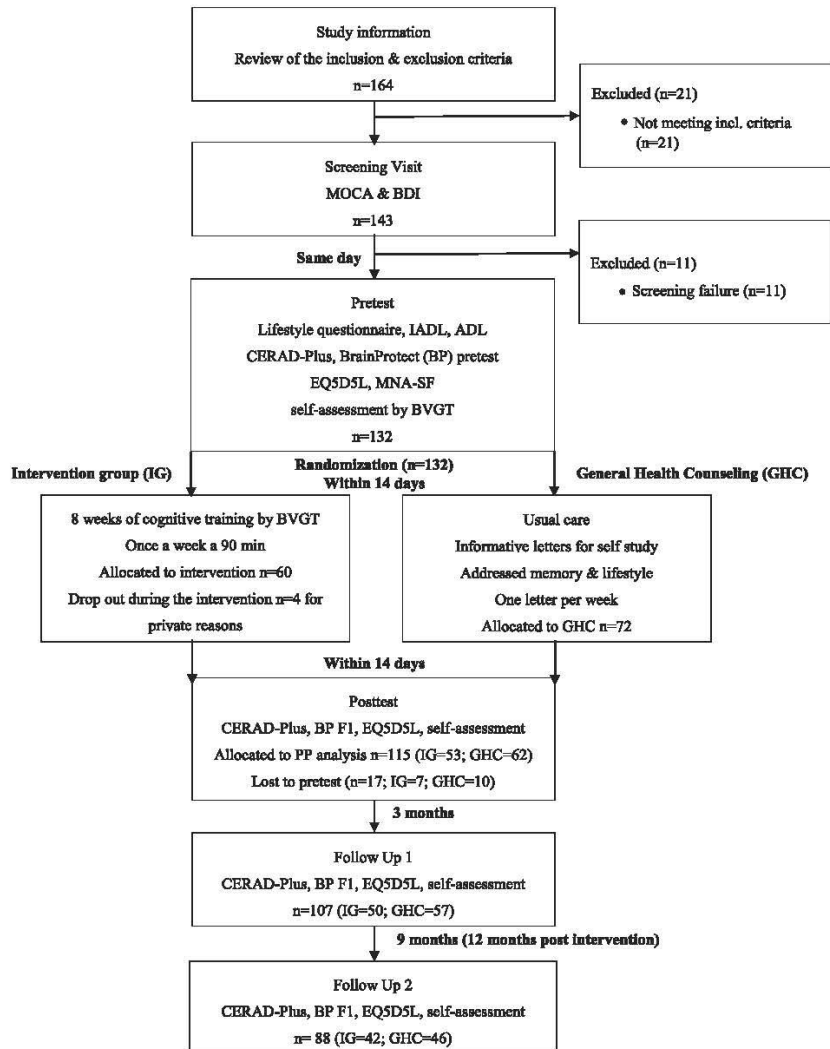 Study information
Review of the inclusion & exclusion criteria
n=164
Excluded (n=21)
• Not meeting incl. criteria
(n=21)
Screening Visit
MOCA & BDI
n=143
Same day
Excluded (n=11)
• Screening failure (n=11)
Pretest
Lifestyle questionnaire, IADL, ADL
CERAD-Plus, BrainProtect (BP) pretest
EQ5D5L, MNA-SF
self-assessment by BVGT
n=132
Randomization (n=132)
Within 14 days
Intervention group (IG)
General Health Counseling (GHC)
8 weeks of cognitive training by BVGT
Once a week a 90 min
Allocated to intervention n=60
Drop out during the intervention n=4 for
private reasons
Usual care
Informative letters for self study
Addressed memory & lifestyle
One letter per week
Allocated to GHC n=72
Within 14 days
Posttest
CERAD-Plus, BP F1, EQ5D5L, self-assessment
Allocated to PP analysis n=115 (IG=53; GHC=62)
Lost to pretest (n=17; IG=7; GHC=10)
3 months
Follow Up 1
CERAD-Plus, BP F1, EQ5D5L, self-assessment
n=107 (IG=50; GHC=57)
9 months (12 months post intervention)
Follow Up 2
CERAD-Plus, BP F1, EQ5D5L, self-assessment
n= 88 (IG=42; GHC=46)